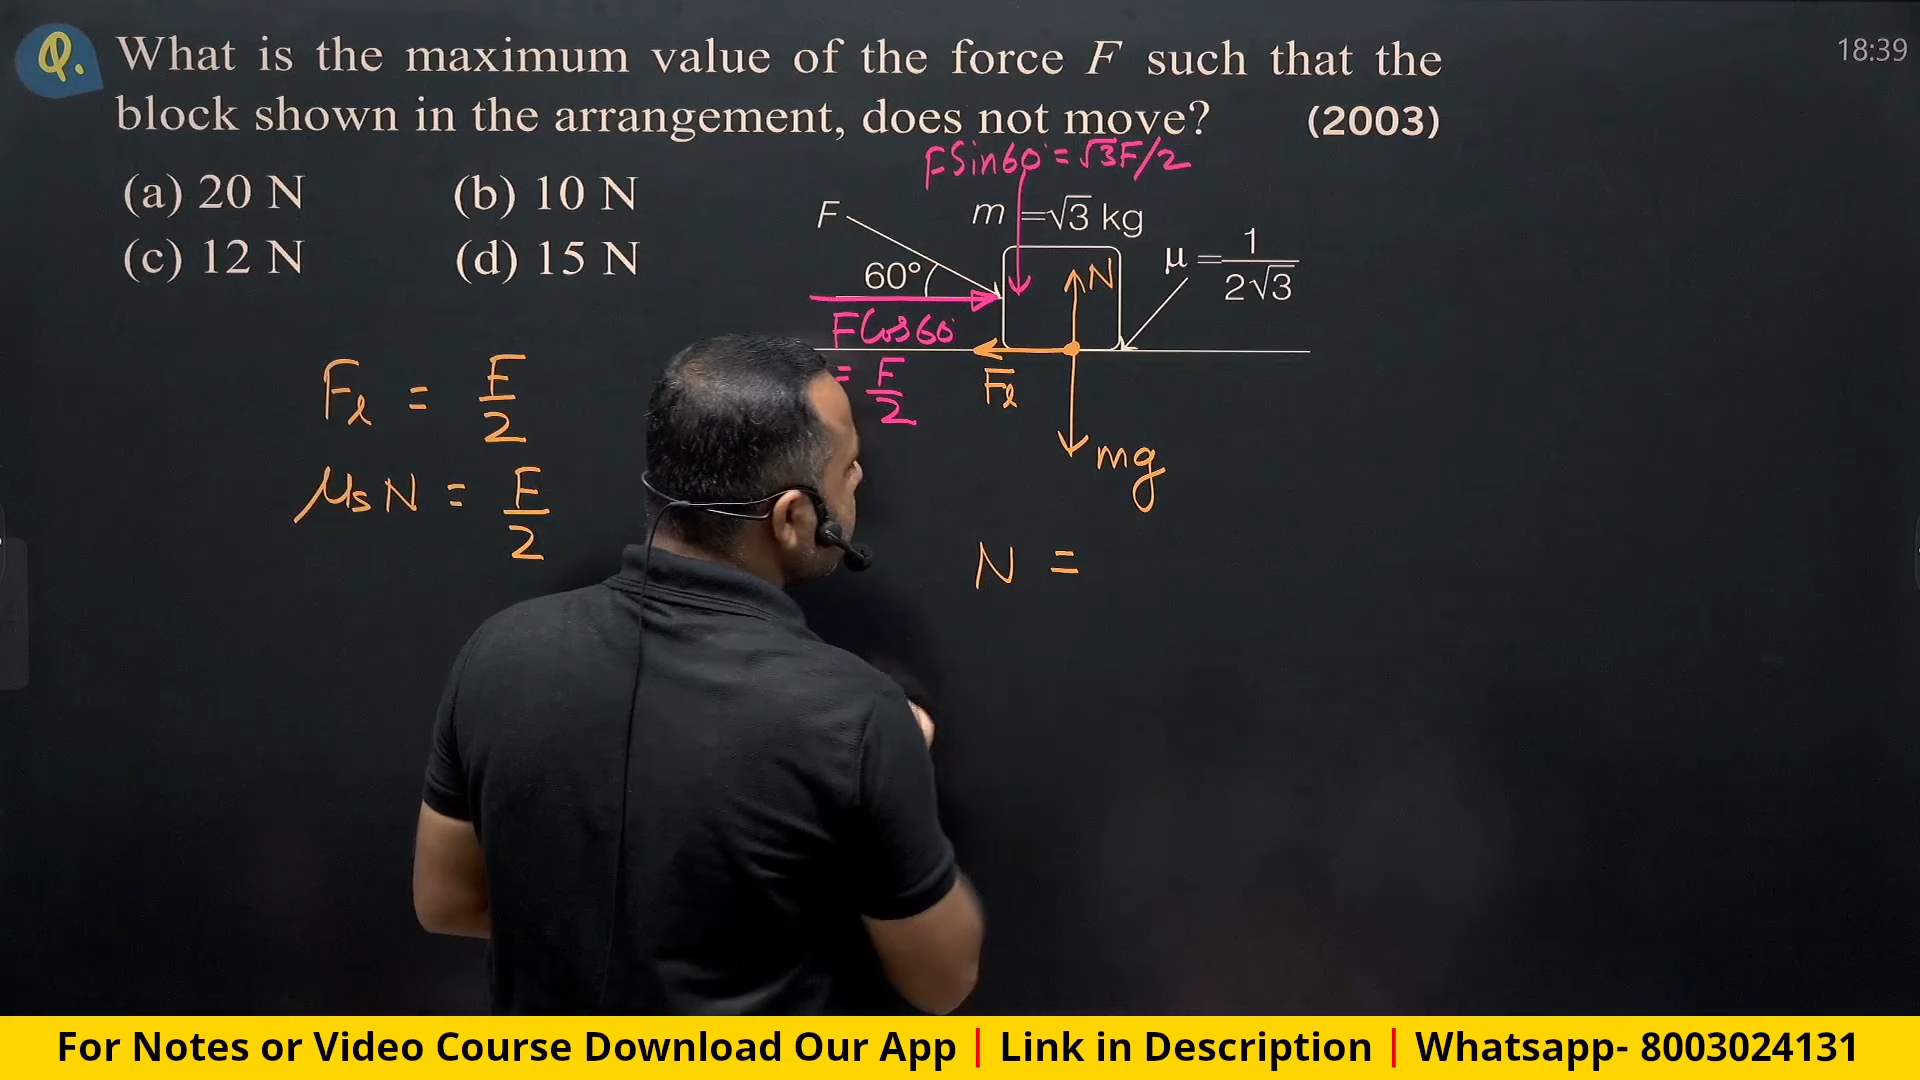 Q.
What is the maximum value of the force F such that the
block shown in the arrangement, does not move? (2003)
(a) 20 N (b) 10 N
(c) 12 N (d) 15 N
18:39
FSin60° = √3F/2
F
m = √3 kg
60°
μ = 1/2√3
N
FCos60°
= F/2
Fl
mg
Fl = F/2
μsN = F/2
N =
For Notes or Video Course Download Our App | Link in Description | Whatsapp- 8003024131